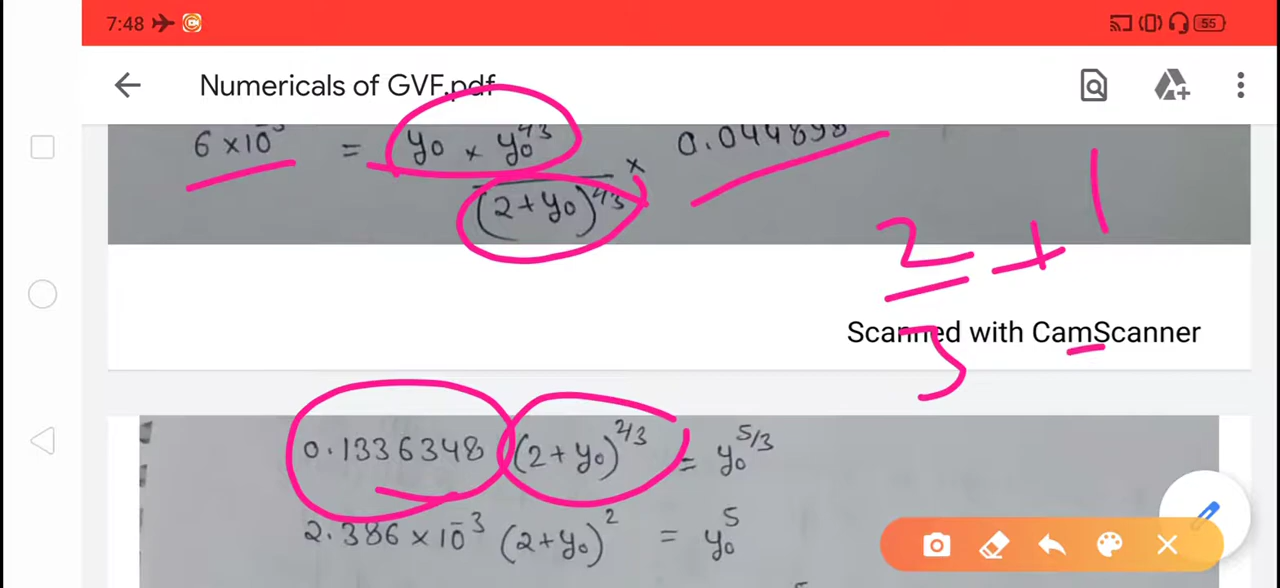 7:48 55
Numericals of GVF.pdf
6 × 10⁻³ = y₀ × y₀^2/3 / (2 + y₀)^2/3 × 0.044898
2/3 + 1
Scanned with CamScanner
0.1336348 (2 + y₀)^2/3 = y₀^5/3
2.386 × 10⁻³ (2 + y₀)² = y₀⁵